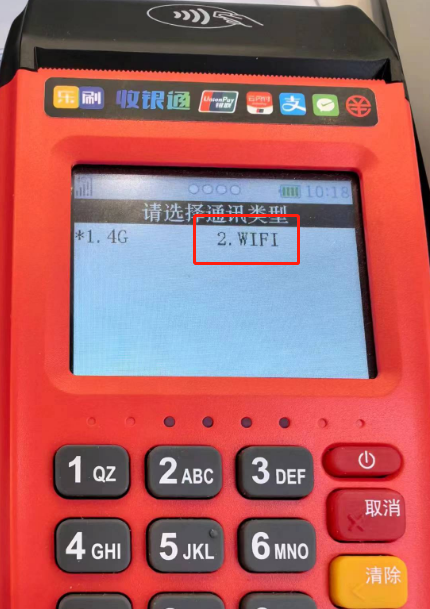 乐刷 收银通 UnionPay 银联
10:18
请选择通讯类型
*1.4G 2.WIFI
1 QZ 2 ABC 3 DEF
取消
4 GHI 5 JKL 6 MNO
清除